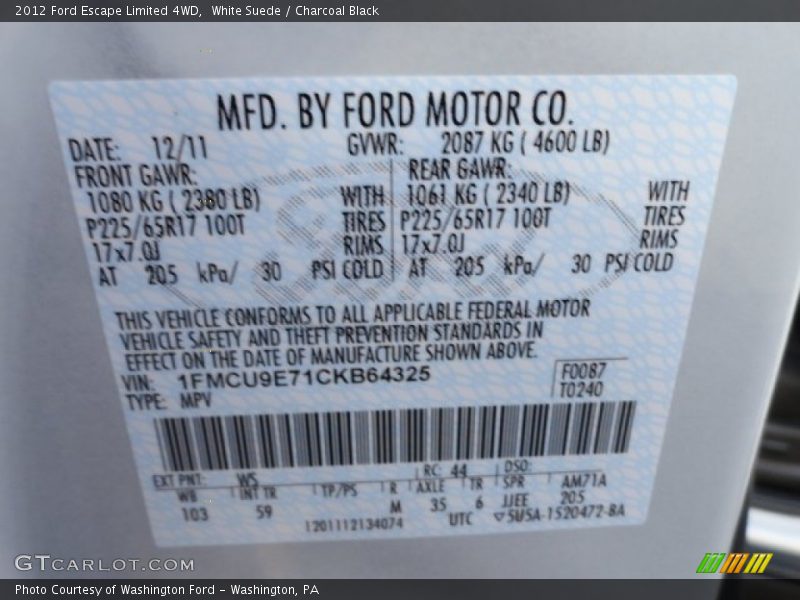 2012 Ford Escape Limited 4WD,  White Suede / Charcoal Black
MFD. BY FORD MOTOR CO.
DATE: 12/11 GVWR: 2087 KG ( 4600 LB)
FRONT GAWR: REAR GAWR:
1080 KG ( 2380 LB) WITH 1061 KG ( 2340 LB) WITH
P225/65R17 100T TIRES P225/65R17 100T TIRES
17x7.0J RIMS 17x7.0J RIMS
AT 205 kPa/ 30 PSI COLD AT 205 kPa/ 30 PSI COLD
THIS VEHICLE CONFORMS TO ALL APPLICABLE FEDERAL MOTOR
VEHICLE SAFETY AND THEFT PREVENTION STANDARDS IN
EFFECT ON THE DATE OF MANUFACTURE SHOWN ABOVE.
VIN: 1FMCU9E71CKB64325 F0087
TYPE: MPV T0240
EXT PNT: WS RC: 44 DSO:
WB INT TR TP/PS R AXLE TR SPR AM71A
103 59 M 35 6 JJEE 205
1201112134074 UTC 5U5A-1520472-BA
GTCARLOT.COM
Photo Courtesy of Washington Ford - Washington, PA